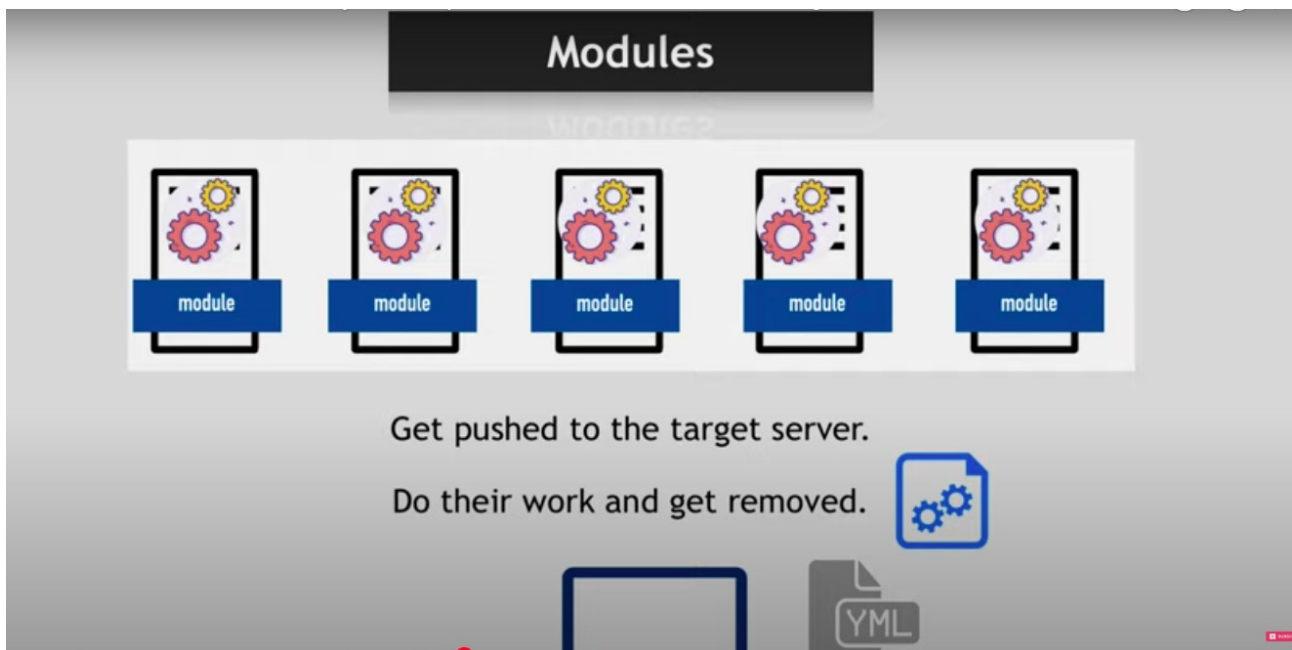 Modules
module
module
module
module
module
Get pushed to the target server.
Do their work and get removed.
YML